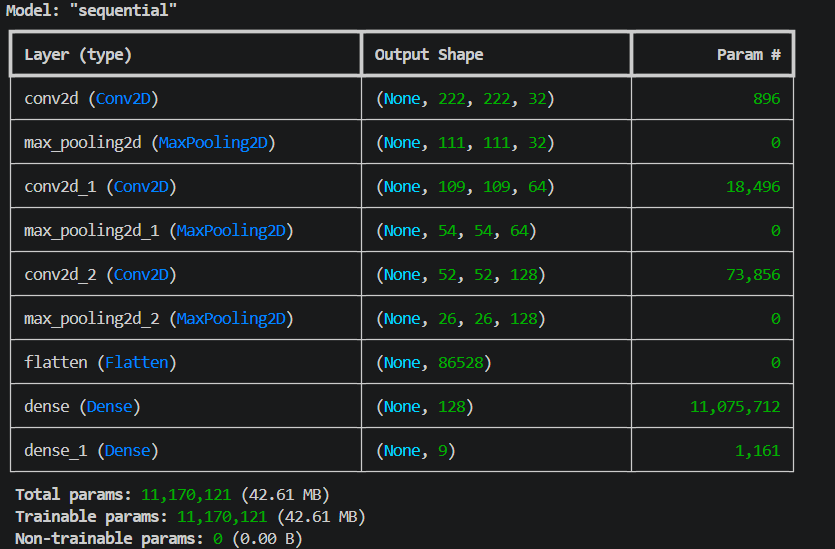 Model: "sequential"
Layer (type) Output Shape Param #
conv2d (Conv2D) (None, 222, 222, 32) 896
max_pooling2d (MaxPooling2D) (None, 111, 111, 32) 0
conv2d_1 (Conv2D) (None, 109, 109, 64) 18,496
max_pooling2d_1 (MaxPooling2D) (None, 54, 54, 64) 0
conv2d_2 (Conv2D) (None, 52, 52, 128) 73,856
max_pooling2d_2 (MaxPooling2D) (None, 26, 26, 128) 0
flatten (Flatten) (None, 86528) 0
dense (Dense) (None, 128) 11,075,712
dense_1 (Dense) (None, 9) 1,161
Total params: 11,170,121 (42.61 MB)
Trainable params: 11,170,121 (42.61 MB)
Non-trainable params: 0 (0.00 B)